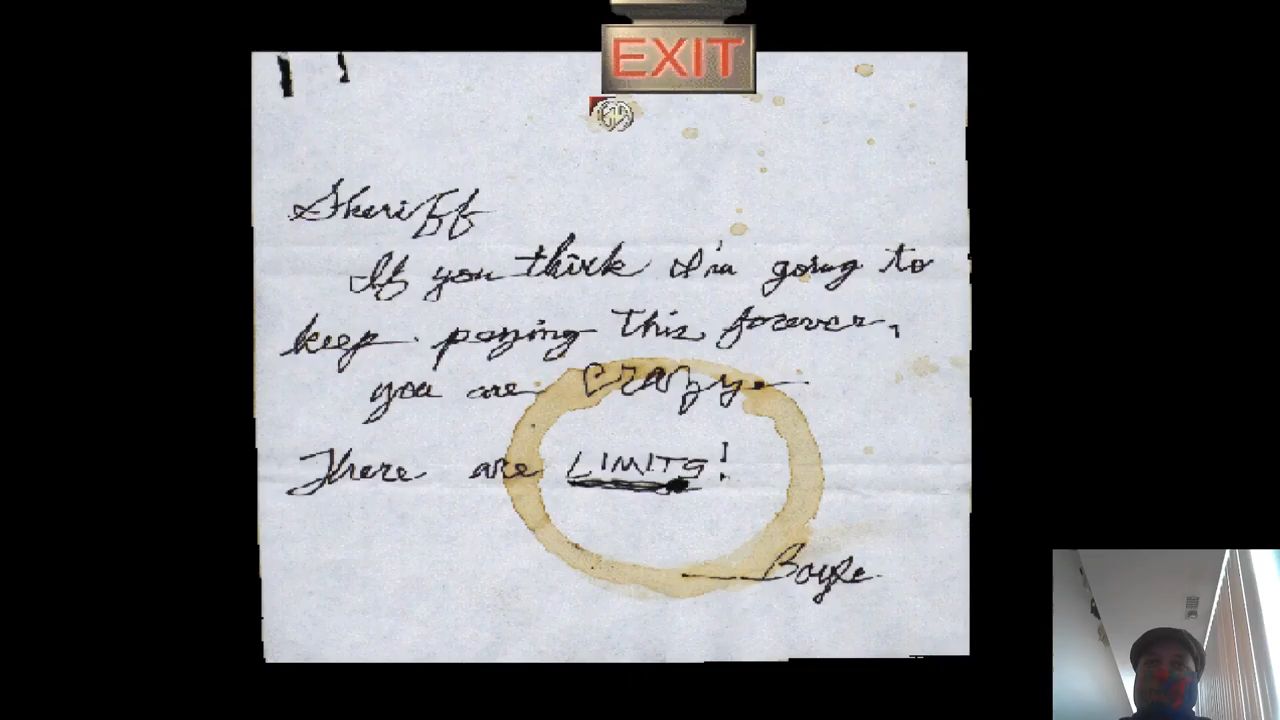 EXIT
Sheriff
If you think I'm going to
keep paying this forever,
you are crazy.
There are LIMITS!
—Boyle